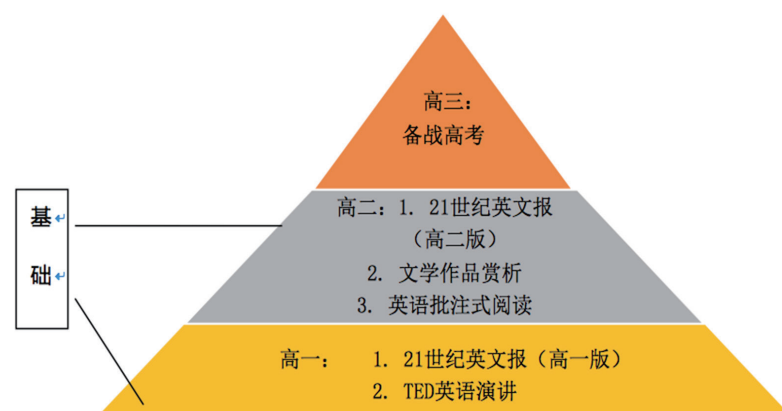 高三：
备战高考
基
础
高二：1. 21世纪英文报
（高二版）
2. 文学作品赏析
3. 英语批注式阅读
高一： 1. 21世纪英文报（高一版）
2. TED英语演讲